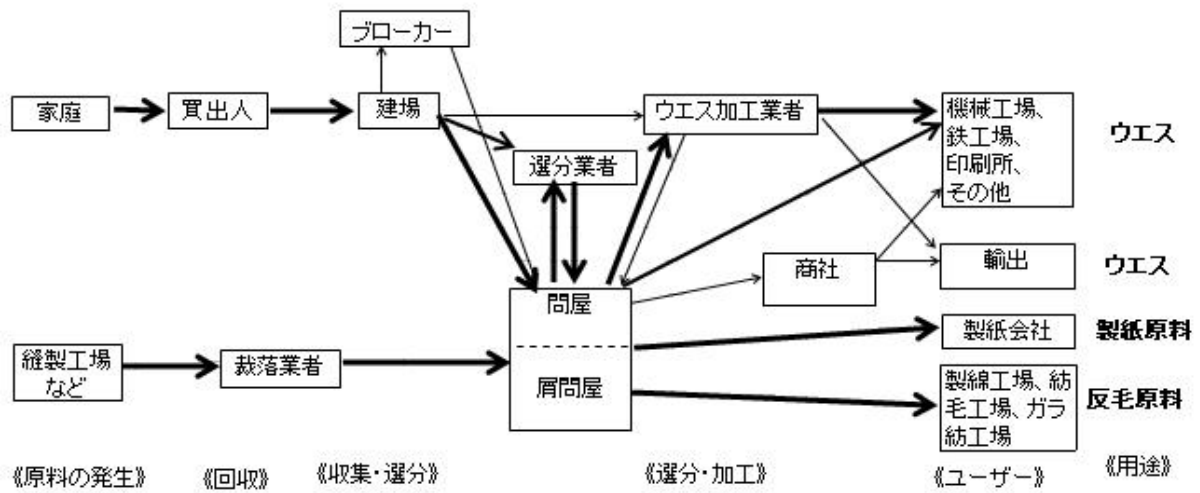 ブローカー
家庭
買出人
建場
ウエス加工業者
機械工場、
鉄工場、
印刷所、
その他
ウエス
選分業者
商社
輸出
ウエス
問屋
製紙会社
製紙原料
縫製工場
など
裁落業者
屑問屋
製綿工場、紡
毛工場、ガラ
紡工場
反毛原料
《原料の発生》
《回収》
《収集・選分》
《選分・加工》
《ユーザー》
《用途》